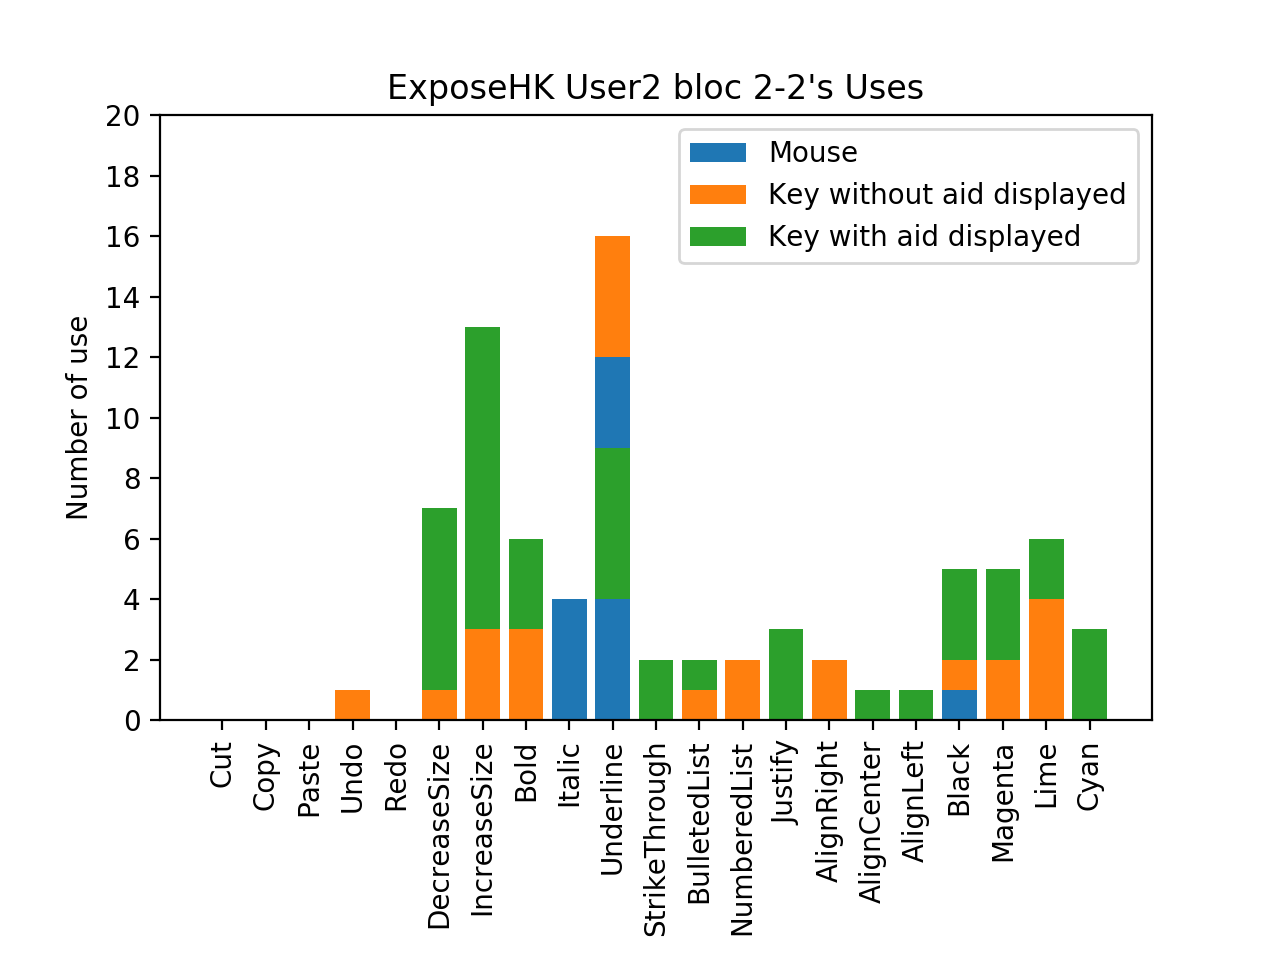 ExposeHK User2 bloc 2-2's Uses
Mouse
Key without aid displayed
Key with aid displayed
Number of use
20
18
16
14
12
10
8
6
4
2
0
Cut
Copy
Paste
Undo
Redo
DecreaseSize
IncreaseSize
Bold
Italic
Underline
StrikeThrough
BulletedList
NumberedList
Justify
AlignRight
AlignCenter
AlignLeft
Black
Magenta
Lime
Cyan